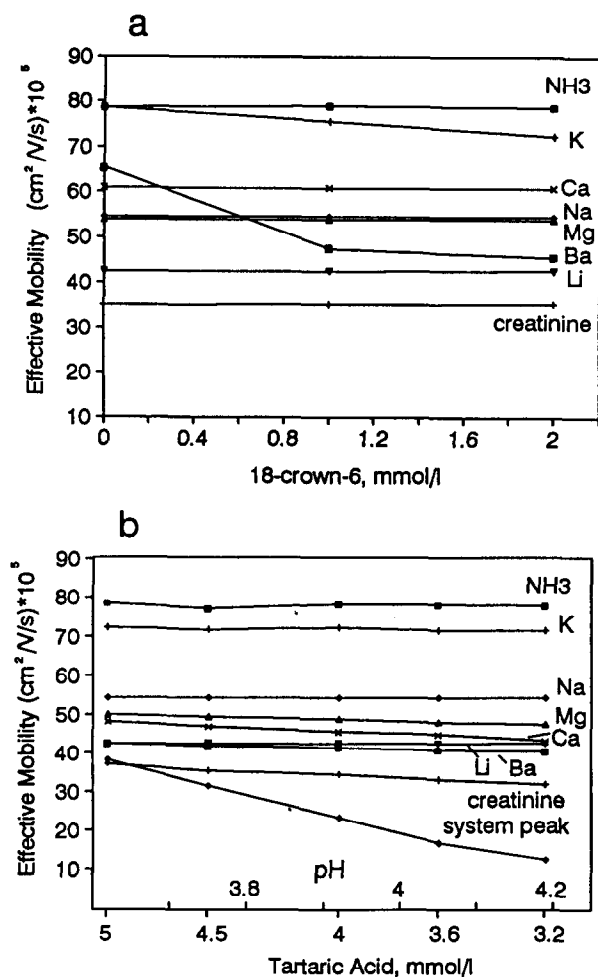 a
Effective Mobility (cm²/V/s)*10⁵
90
80
70
60
50
40
30
20
10
NH3
K
Ca
Na
Mg
Ba
Li
creatinine
0 0.4 0.8 1.2 1.6 2
18-crown-6, mmol/l
b
Effective Mobility (cm²/V/s)*10⁵
90
80
70
60
50
40
30
20
10
NH3
K
Na
Mg
Ca
Li Ba
creatinine
system peak
pH
3.8 4 4.2
5 4.5 4 3.6 3.2
Tartaric Acid, mmol/l